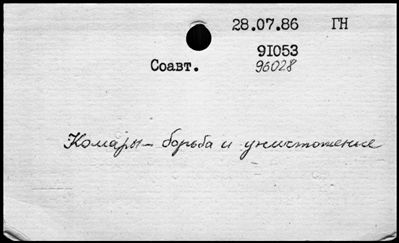 28.07.86 ГН
91053
Соавт. 96028
Комары – борьба и уничтожение